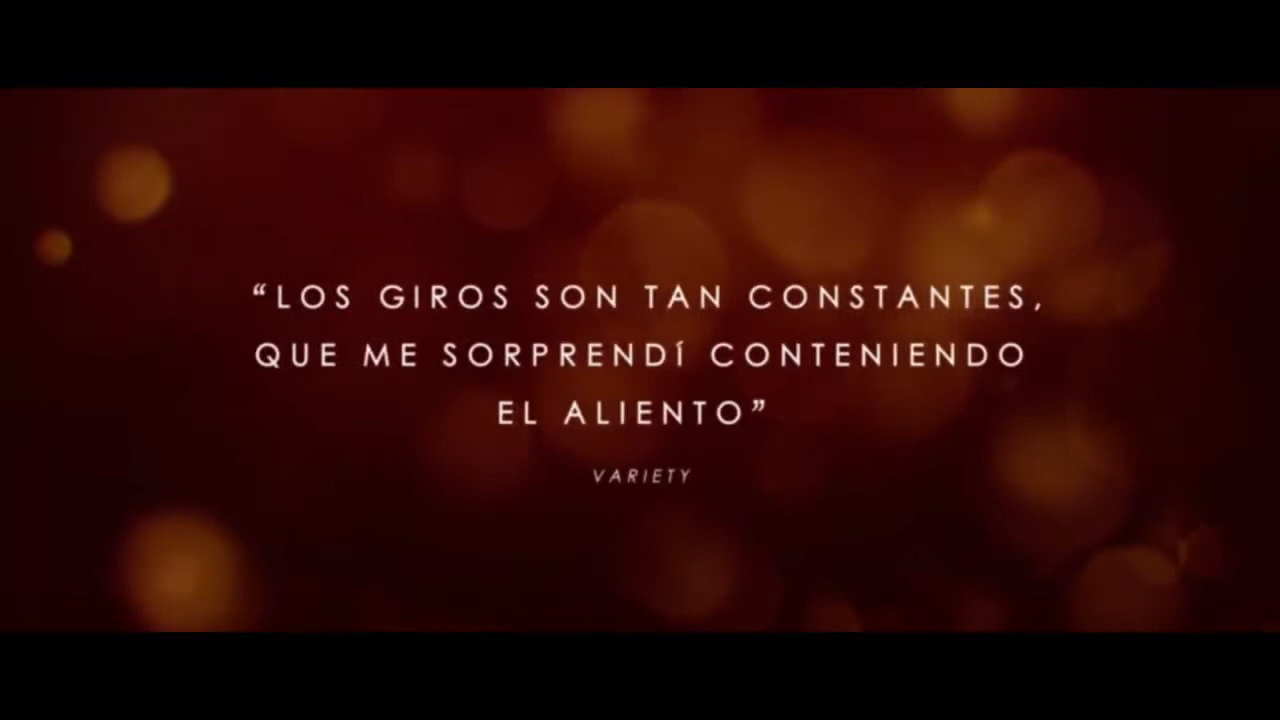 “LOS GIROS SON TAN CONSTANTES,
QUE ME SORPRENDÍ CONTENIENDO
EL ALIENTO”
VARIETY